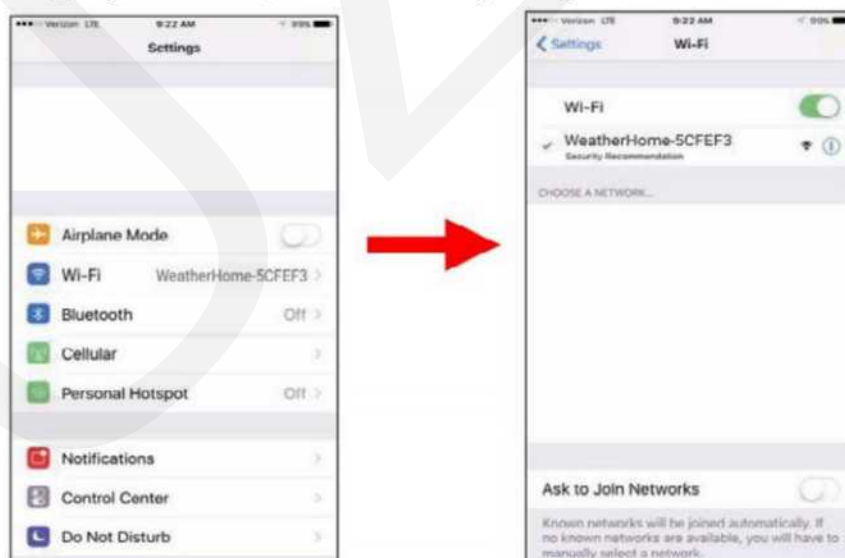 Verizon LTE 9:22 AM 99%
Settings
Airplane Mode
Wi-Fi WeatherHome-5CFEF3
Bluetooth Off
Cellular
Personal Hotspot Off
Notifications
Control Center
Do Not Disturb
Verizon LTE 9:22 AM 99%
Settings Wi-Fi
Wi-Fi
WeatherHome-5CFEF3
Security Recommendation
CHOOSE A NETWORK...
Ask to Join Networks
Known networks will be joined automatically. If
no known networks are available, you will have to
manually select a network.